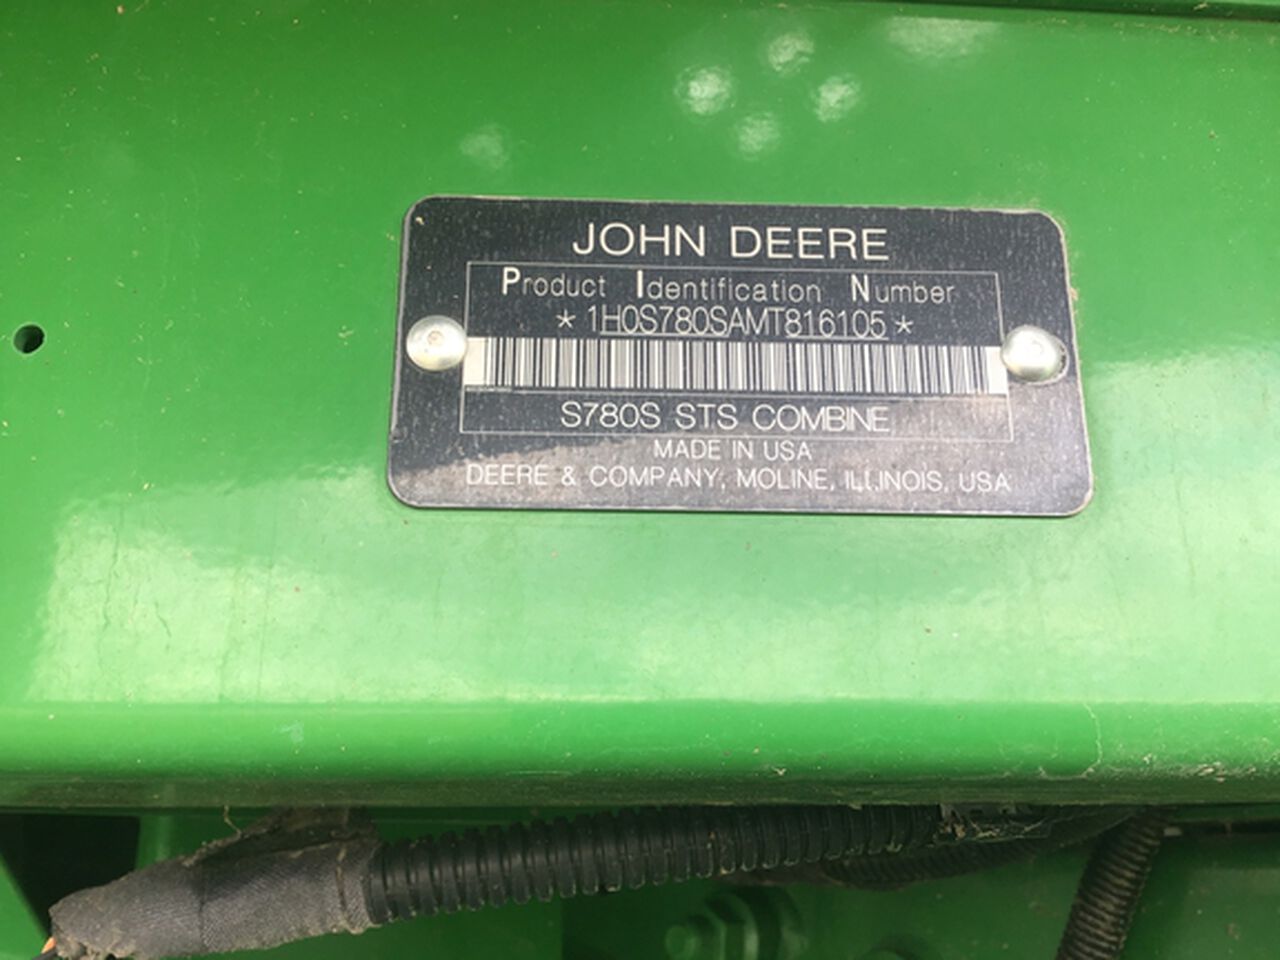 JOHN DEERE
Product Identification Number
* 1H0S780SAMT816105 *
S780S STS COMBINE
MADE IN USA
DEERE & COMPANY, MOLINE, ILLINOIS, USA